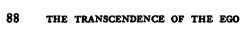 88 THE TRANSCENDENCE OF THE EGO